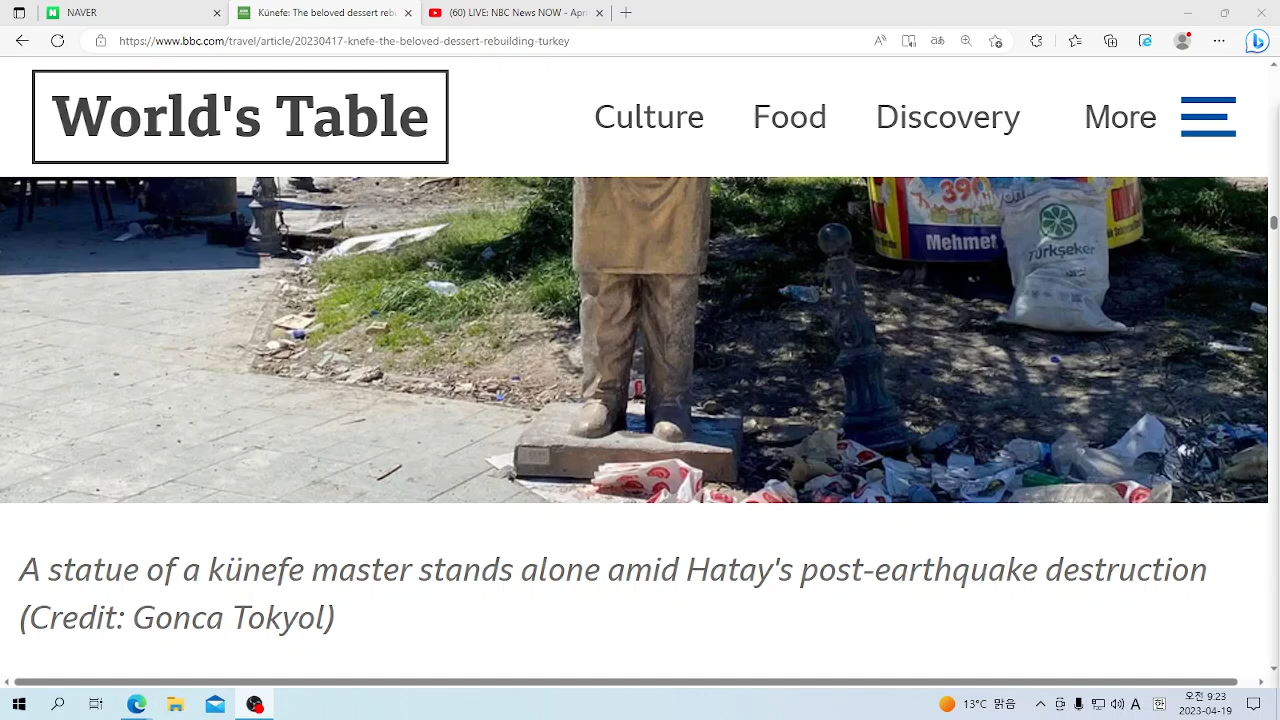 NAVER
Künefe: The beloved dessert reb
(60) LIVE: NBC News NOW - Apr
https://www.bbc.com/travel/article/20230417-knefe-the-beloved-dessert-rebuilding-turkey
World's Table
Culture
Food
Discovery
More
390
Milyon
Mehmet
Türkşeker
A statue of a künefe master stands alone amid Hatay's post-earthquake destruction
(Credit: Gonca Tokyol)
13°C 맑음
A
오전 9:23
2023-04-19